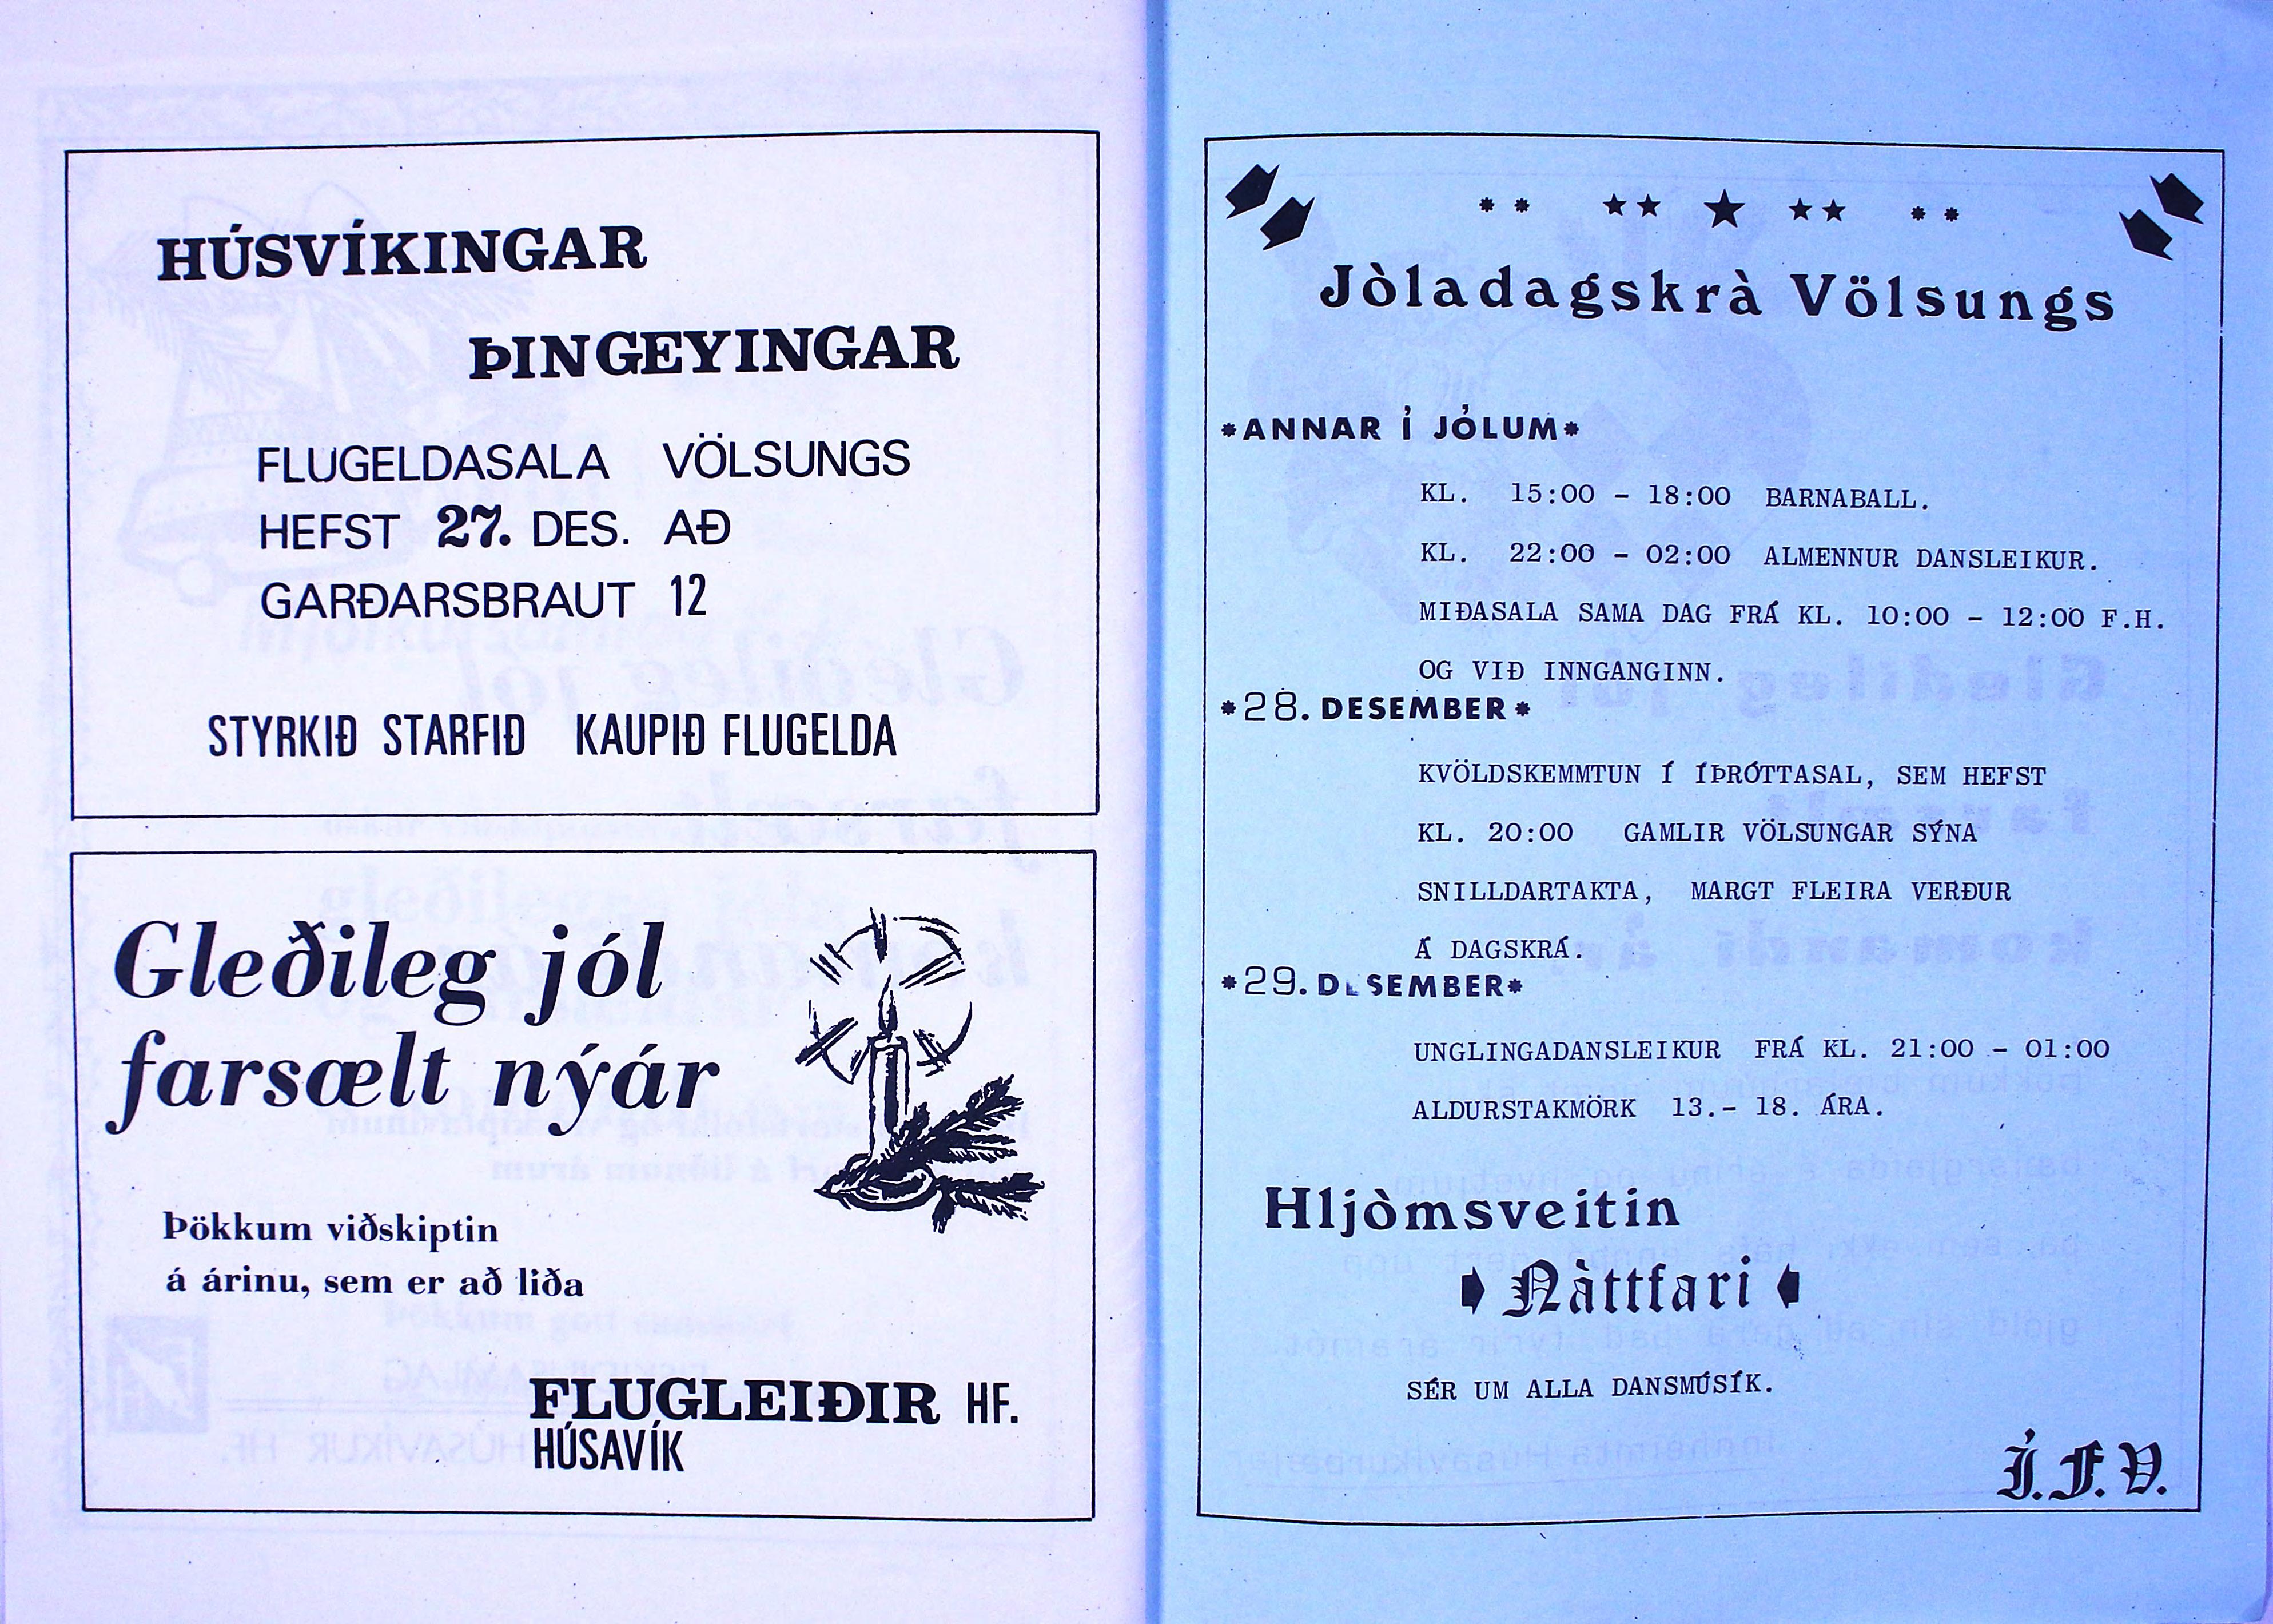 HÚSVÍKINGAR
ÞINGEYINGAR
FLUGELDASALA VÖLSUNGS
HEFST 27. DES. AÐ
GARÐARSBRAUT 12
STYRKIÐ STARFIÐ KAUPIÐ FLUGELDA
Gleðileg jól
farsælt nýár
Þökkum viðskiptin
á árinu, sem er að liða
FLUGLEIÐIR HF.
HÚSAVÍK
Jòladagskrà Völsungs
*ANNAR Í JÓLUM*
KL. 15:00 - 18:00 BARNABALL.
KL. 22:00 - 02:00 ALMENNUR DANSLEIKUR.
MIÐASALA SAMA DAG FRÁ KL. 10:00 - 12:00 F.H.
OG VIÐ INNGANGINN.
*28. DESEMBER*
KVÖLDSKEMMTUN Í ÍÞRÓTTASAL, SEM HEFST
KL. 20:00 GAMLIR VÖLSUNGAR SÝNA
SNILLDARTAKTA, MARGT FLEIRA VERÐUR
Á DAGSKRÁ.
*29. DESEMBER*
UNGLINGADANSLEIKUR FRÁ KL. 21:00 - 01:00
ALDURSTAKMÖRK 13.- 18. ÁRA.
Hljòmsveitin
Nàttfari
SÉR UM ALLA DANSMÚSÍK.
Í.F.V.